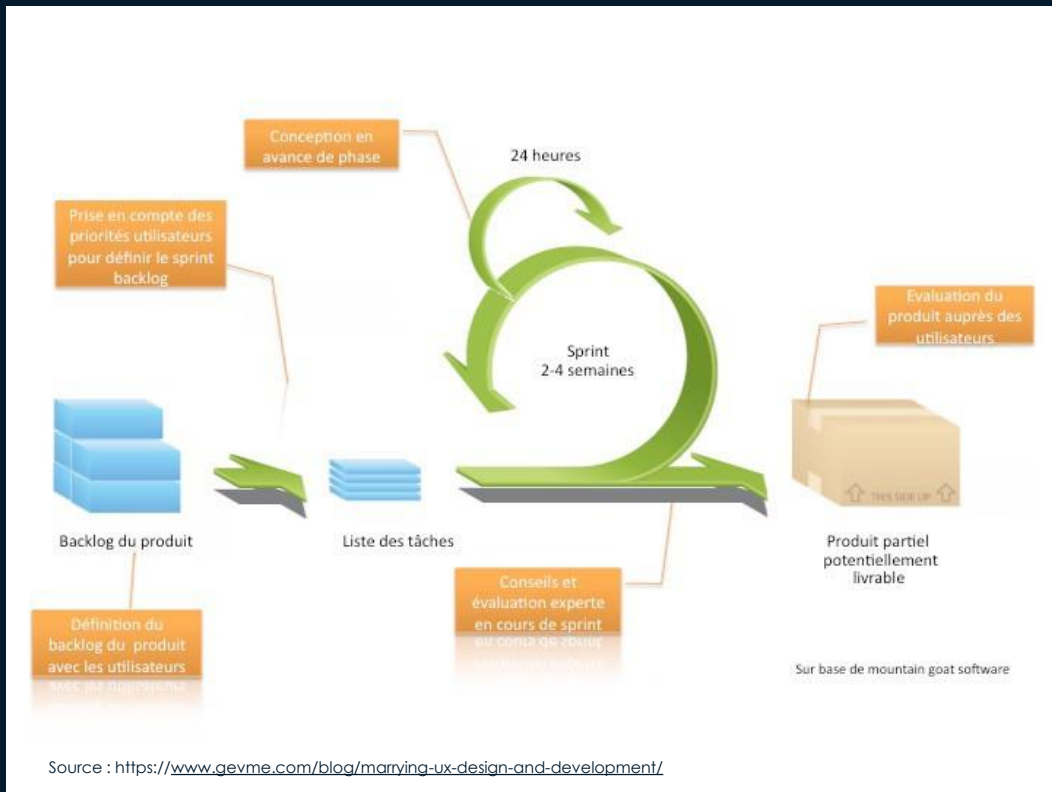 Conception en
avance de phase
24 heures
Prise en compte des
priorités utilisateurs
pour définir le sprint
backlog
Evaluation du
produit auprès des
utilisateurs
Sprint
2-4 semaines
THIS SIDE UP
Backlog du produit
Liste des tâches
Produit partiel
potentiellement
livrable
Conseils et
évaluation experte
en cours de sprint
Définition du
backlog du produit
avec les utilisateurs
Sur base de mountain goat software
Source : https://www.gevme.com/blog/marrying-ux-design-and-development/